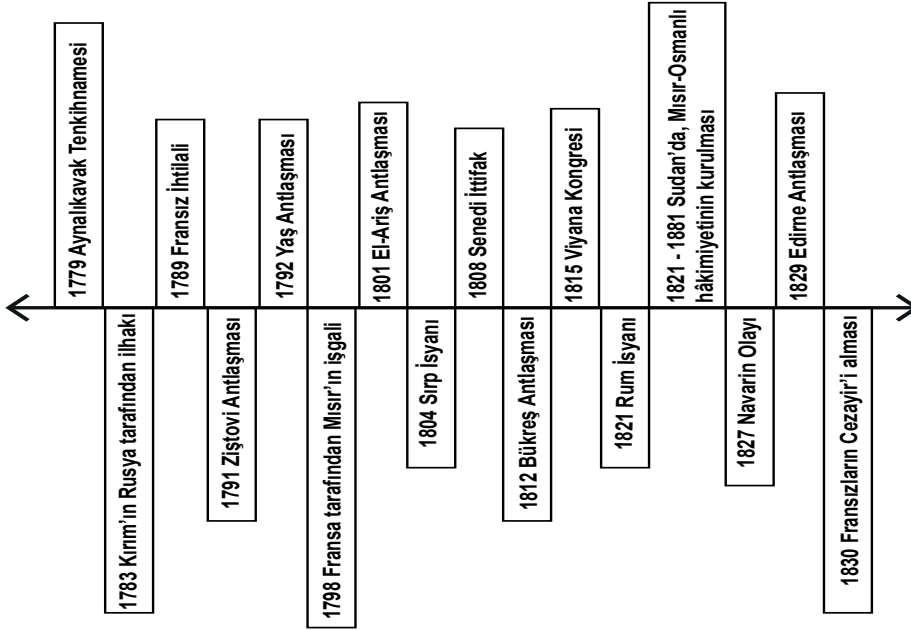 1779 Aynalıkavak Tenkihnamesi
1783 Kırım’ın Rusya tarafından ilhakı
1789 Fransız İhtilali
1791 Ziştovi Antlaşması
1792 Yaş Antlaşması
1798 Fransa tarafından Mısır’ın işgali
1801 El-Ariş Antlaşması
1804 Sırp İsyanı
1808 Senedi İttifak
1812 Bükreş Antlaşması
1815 Viyana Kongresi
1821 Rum İsyanı
1821 - 1881 Sudan’da, Mısır-Osmanlı
hâkimiyetinin kurulması
1827 Navarin Olayı
1829 Edirne Antlaşması
1830 Fransızların Cezayir’i alması